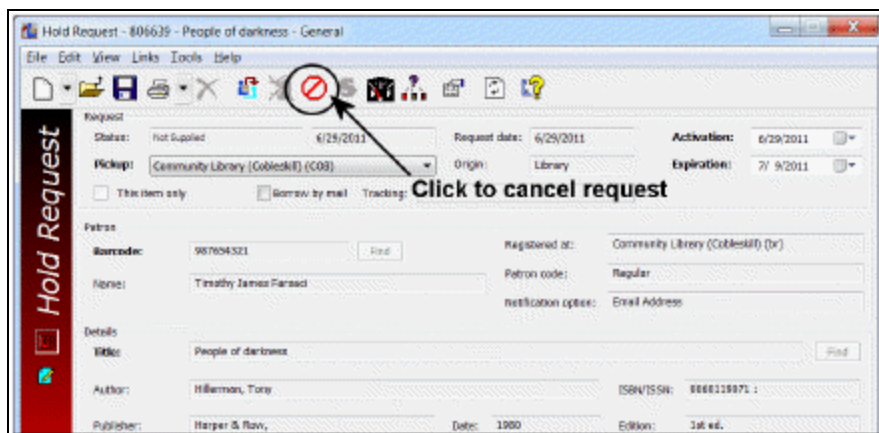 Hold Request - 806639 - People of darkness - General
File Edit View Links Tools Help
Hold Request
Request
Status: Not Supplied 6/29/2011 Request date: 6/29/2011 Activation: 6/29/2011
Pickup: Community Library (Cobleskill) (COB) Origin: Library Expiration: 7/ 9/2011
This item only Borrow by mail Tracking: Click to cancel request
Patron
Barcode: 987654321 Find Registered at: Community Library (Cobleskill) (br)
Patron code: Regular
Name: Timothy James Farssci
Notification option: Email Address
Details
Title: People of darkness Find
Author: Hillerman, Tony ISBN/ISSN: 
Publisher: Harper & Row, Date: 1980 Edition: 1st ed.